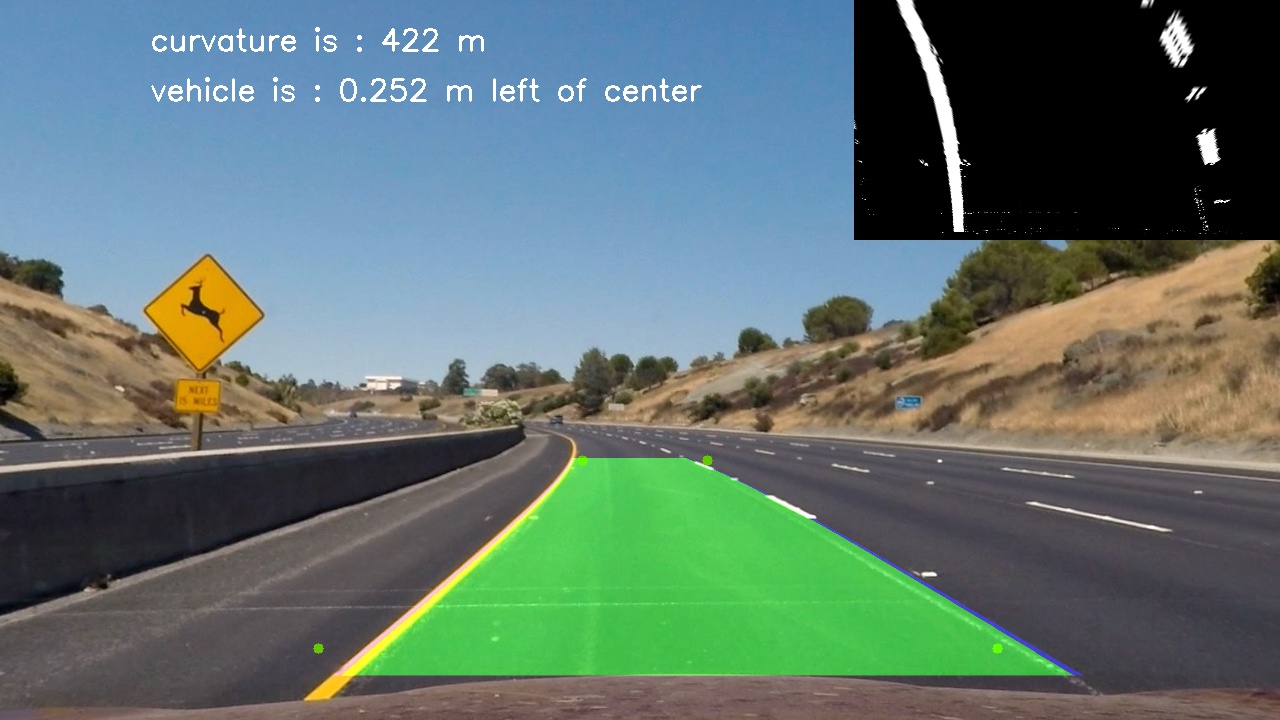 curvature is : 422 m
vehicle is : 0.252 m left of center
NEXT
15 MILES